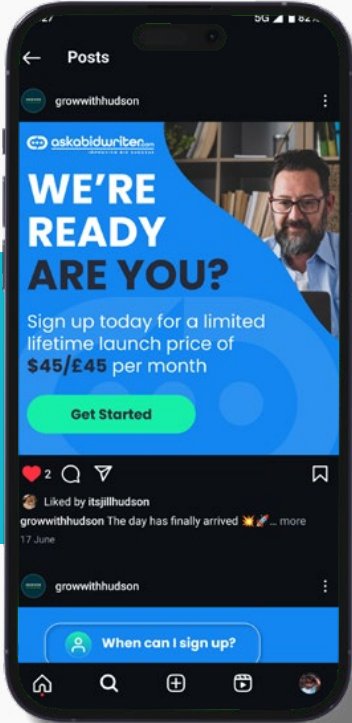 5G 82%
Posts
growwithhudson
askabidwriter.com
WE'RE
READY
ARE YOU?
Sign up today for a limited
lifetime launch price of
$45/£45 per month
Get Started
2
Liked by itsjillhudson
growwithhudson The day has finally arrived 💥🚀... more
17 June
growwithhudson
When can I sign up?